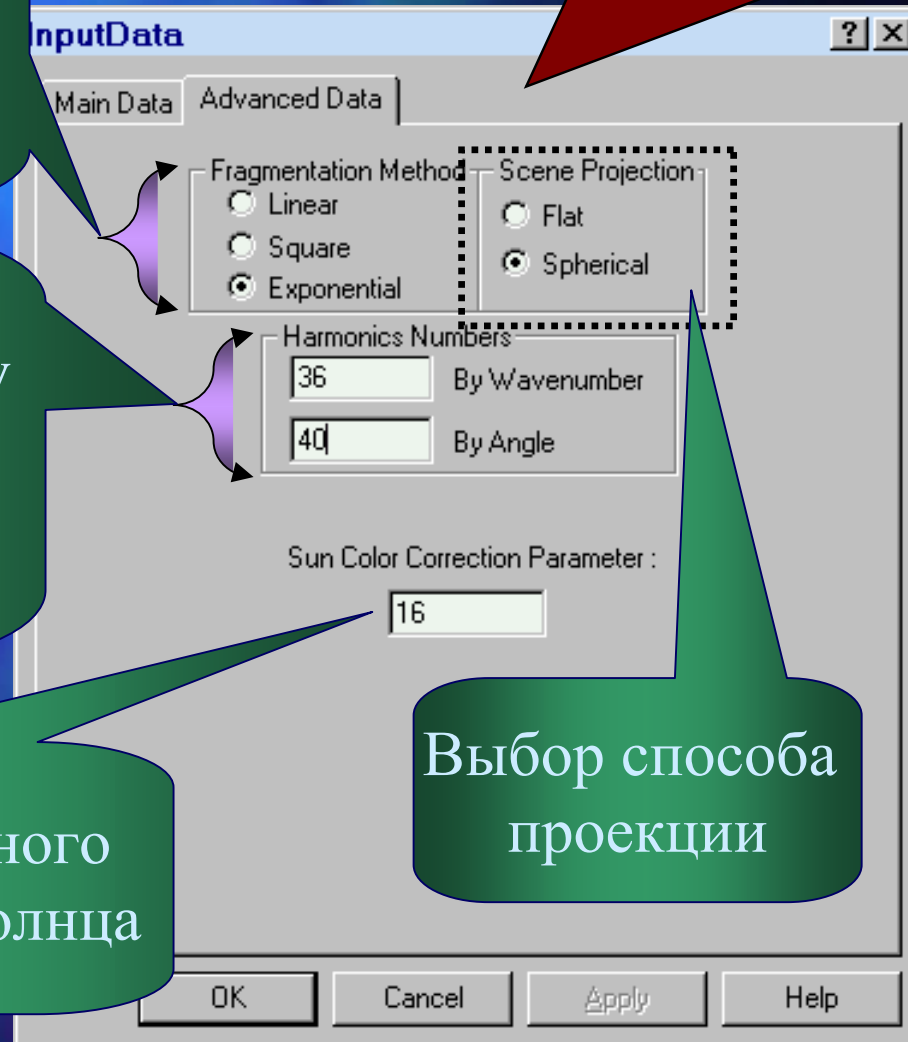 InputData
Main Data Advanced Data
Fragmentation Method Scene Projection
Linear
Flat
Square
Spherical
Exponential
Harmonics Numbers
36 By Wavenumber
40 By Angle
Sun Color Correction Parameter :
16
Выбор способа
проекции
OK Cancel Apply Help